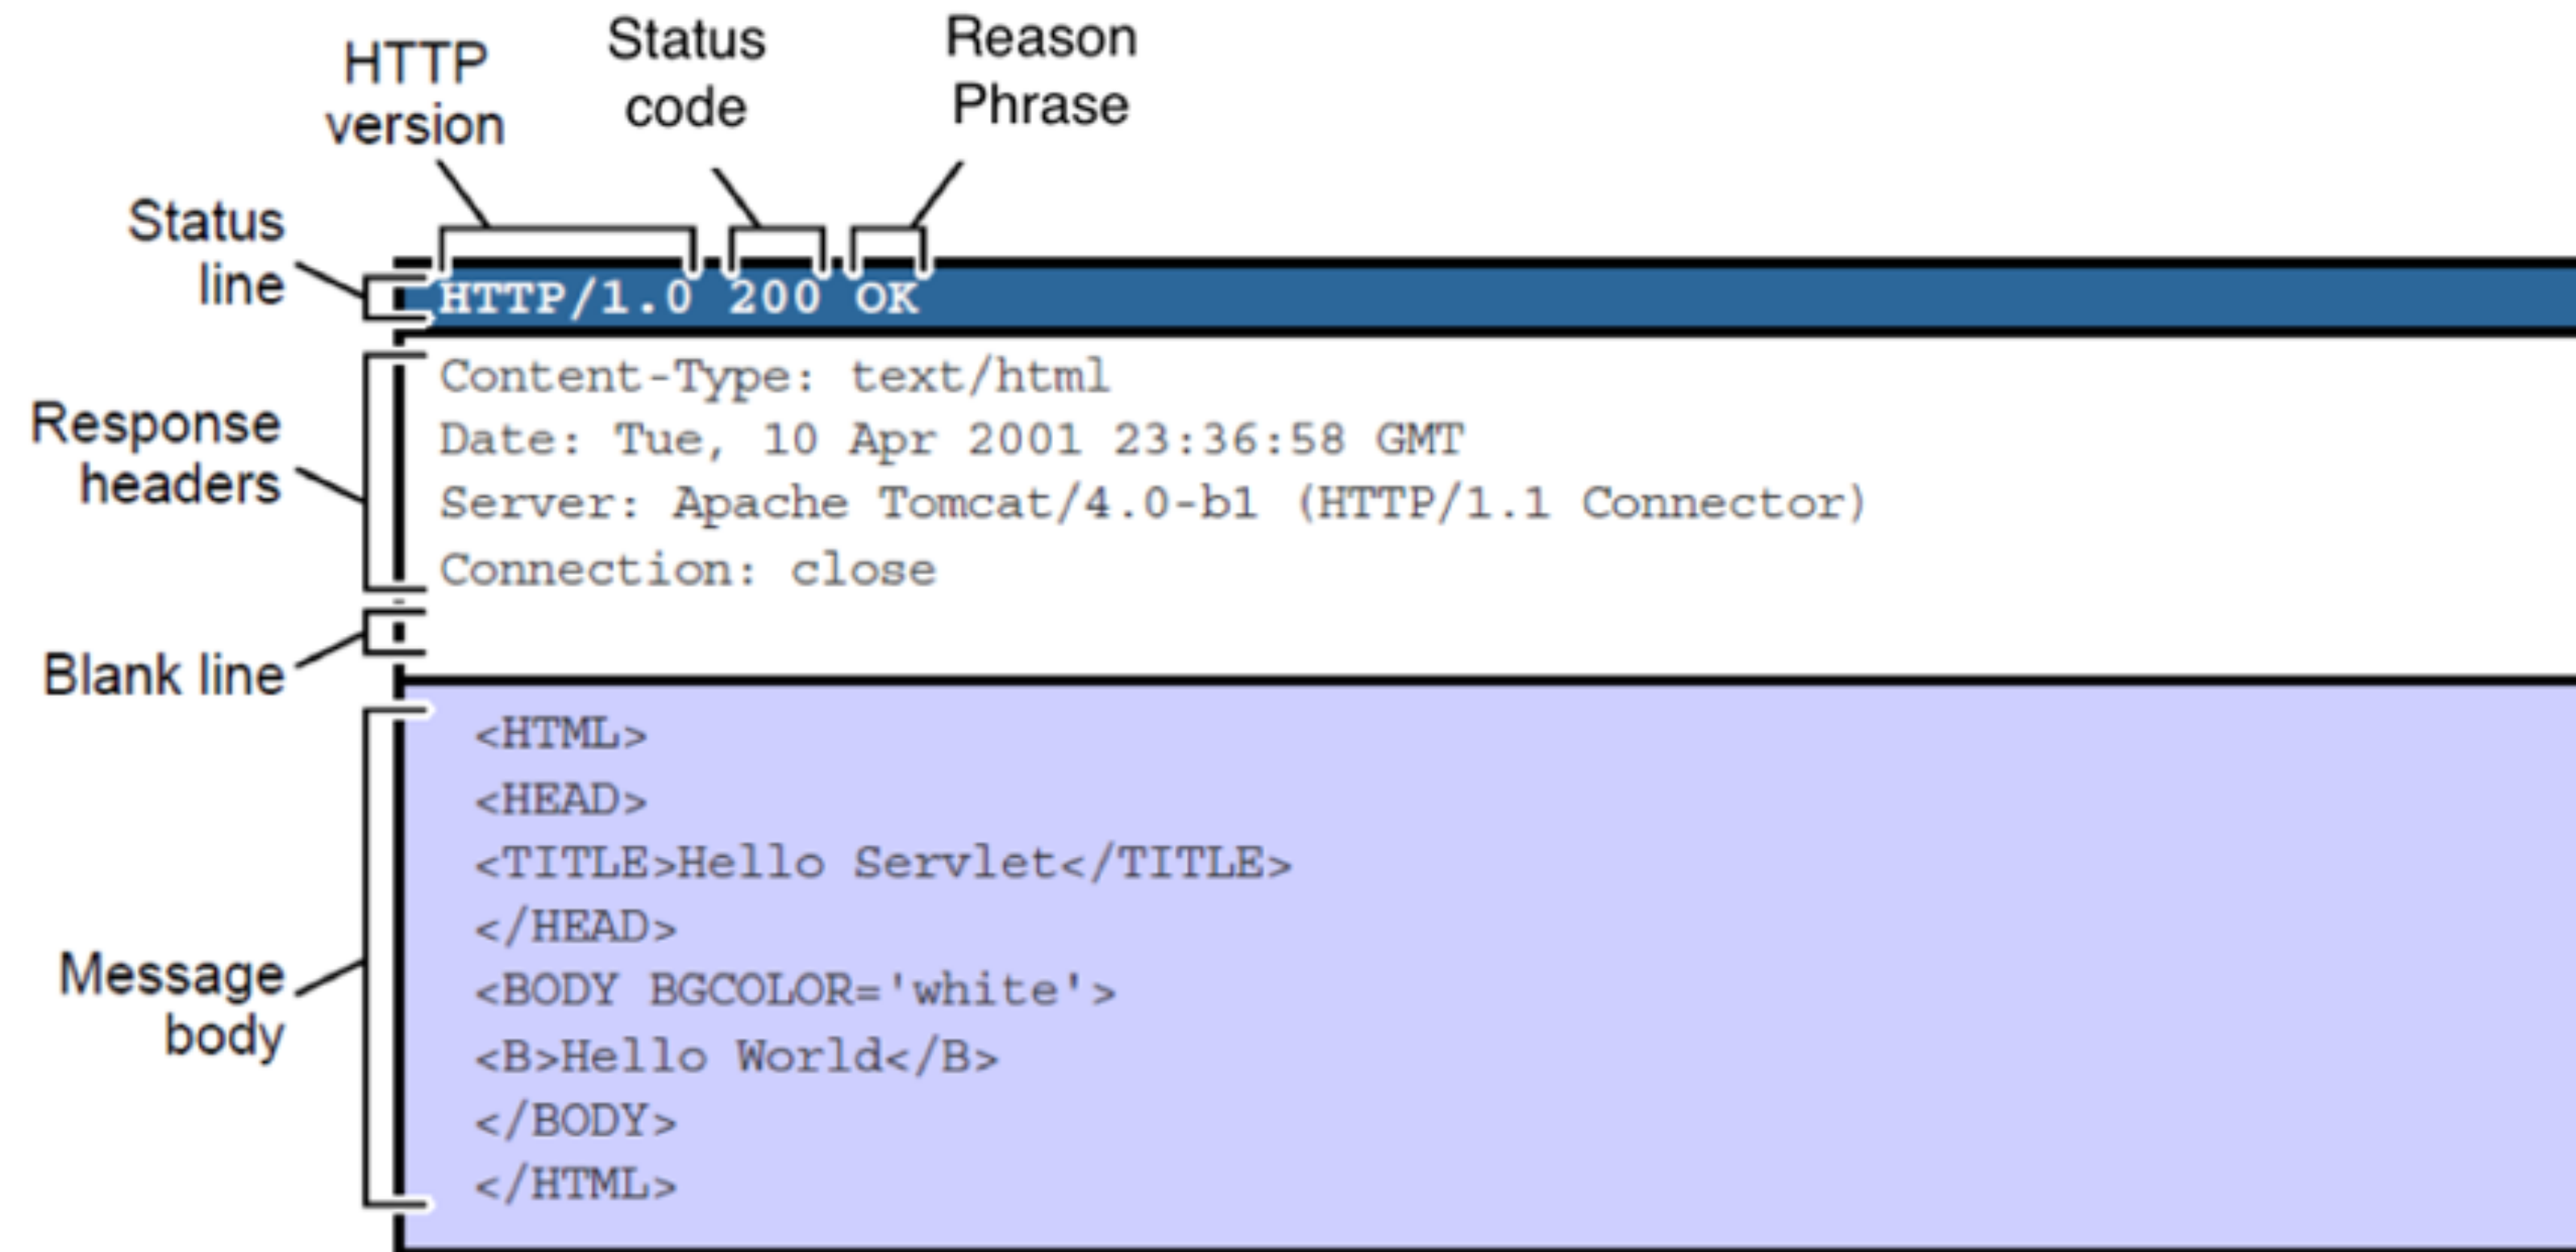 HTTP
version
Status
code
Reason
Phrase
Status
line
HTTP/1.0 200 OK
Response
headers
Content-Type: text/html
Date: Tue, 10 Apr 2001 23:36:58 GMT
Server: Apache Tomcat/4.0-b1 (HTTP/1.1 Connector)
Connection: close
Blank line
Message
body
<HTML>
<HEAD>
<TITLE>Hello Servlet</TITLE>
</HEAD>
<BODY BGCOLOR='white'>
<B>Hello World</B>
</BODY>
</HTML>